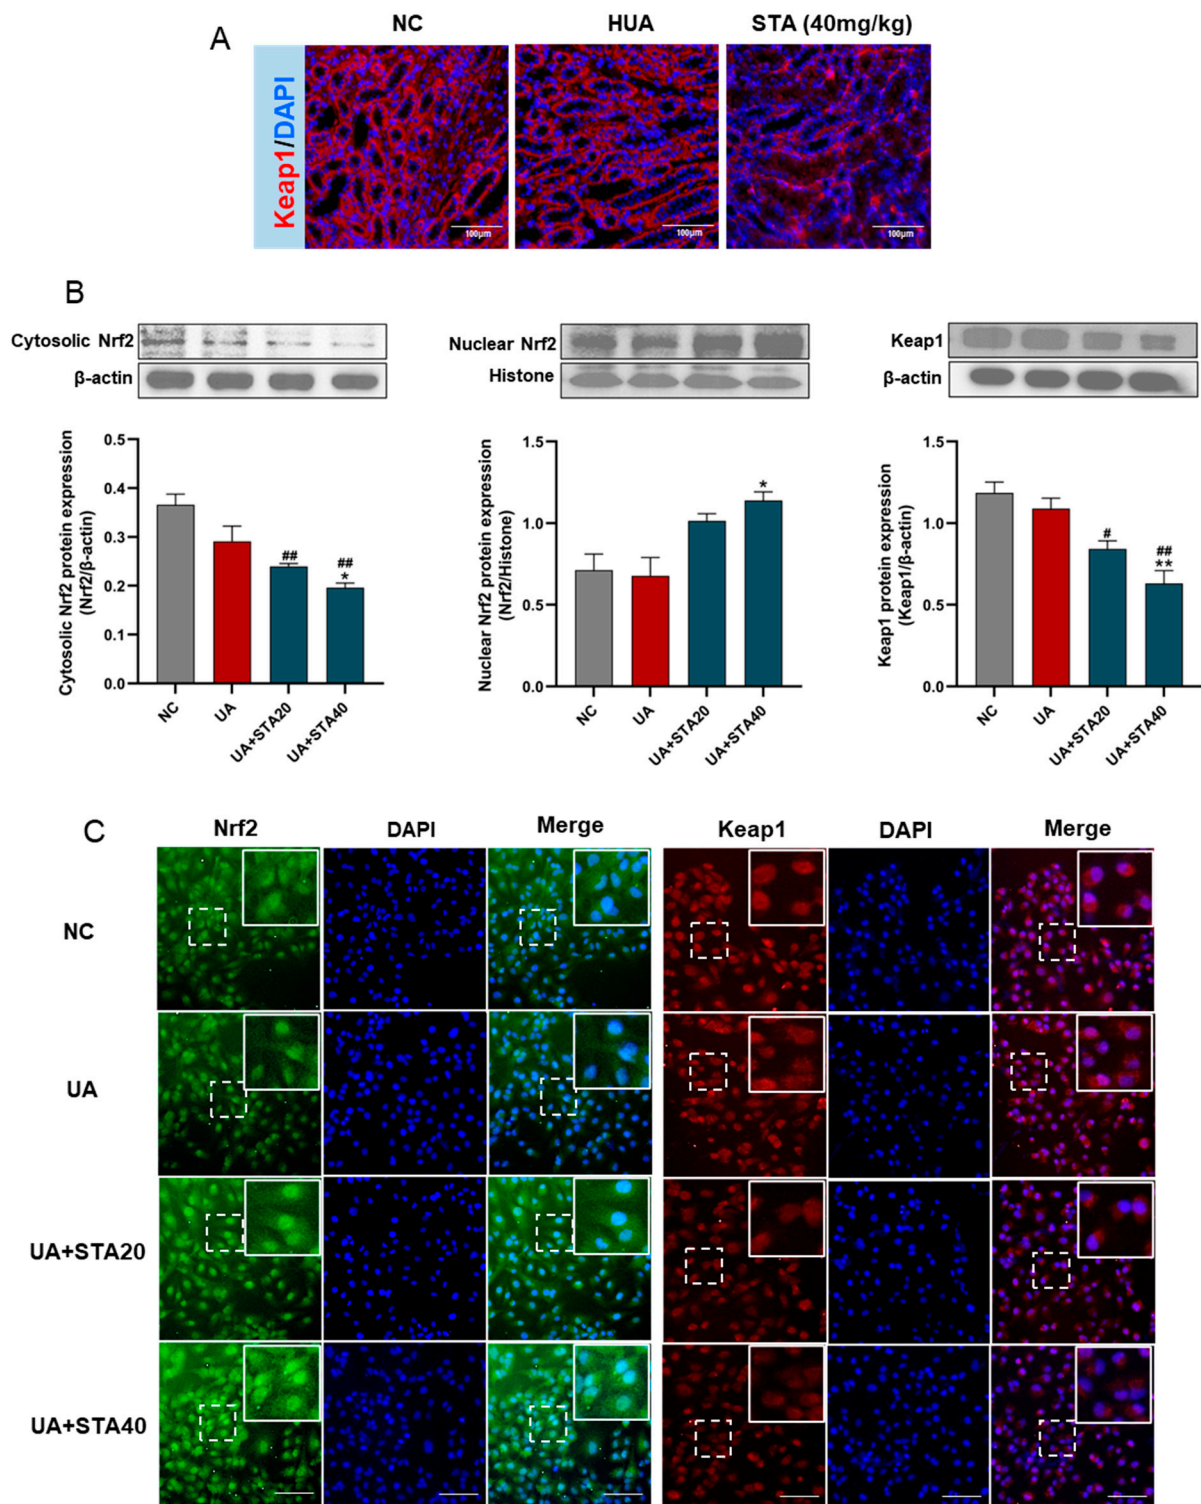 A
NC
HUA
STA (40mg/kg)
Keap1/DAPI
100μm
100μm
100μm
B
Cytosolic Nrf2
β-actin
Nuclear Nrf2
Histone
Keap1
β-actin
Cytosolic Nrf2 protein expression
(Nrf2/β-actin)
0.5
0.4
0.3
0.2
0.1
0.0
##
##
*
NC
UA
UA+STA20
UA+STA40
Nuclear Nrf2 protein expression
(Nrf2/Histone)
1.5
1.0
0.5
0.0
*
NC
UA
UA+STA20
UA+STA40
Keap1 protein expression
(Keap1/β-actin)
1.5
1.0
0.5
0.0
#
##
**
NC
UA
UA+STA20
UA+STA40
C
Nrf2
DAPI
Merge
Keap1
DAPI
Merge
NC
UA
UA+STA20
UA+STA40